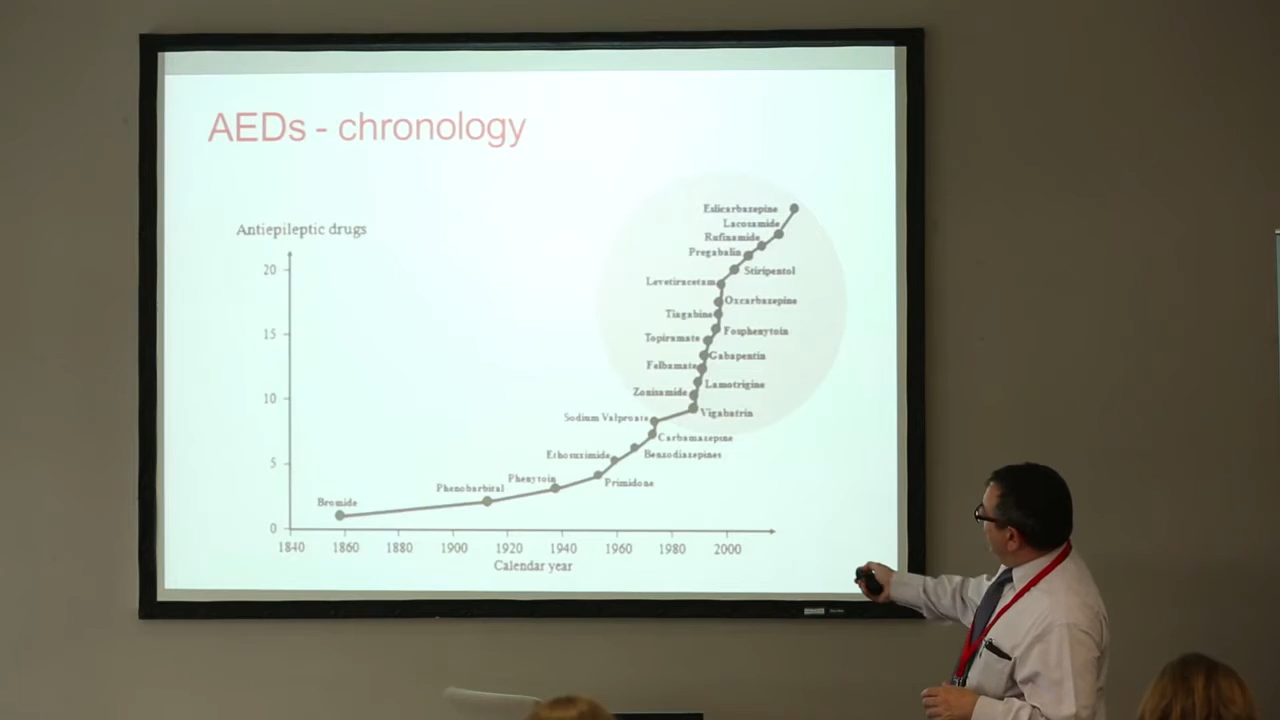 AEDs - chronology
Antiepileptic drugs
Eslicarbazepine
Lacosamide
Rufinamide
Pregabalin
20
Stiripentol
Levetiracetam
Oxcarbazepine
Tiagabine
15
Fosphenytoin
Topiramate
Gabapentin
Felbamate
Lamotrigine
Zonisamide
10
Vigabatrin
Sodium Valproate
Carbamazepine
Ethosuximide
Benzodiazepines
5
Phenytoin
Primidone
Phenobarbital
Bromide
0
1840 1860 1880 1900 1920 1940 1960 1980 2000
Calendar year